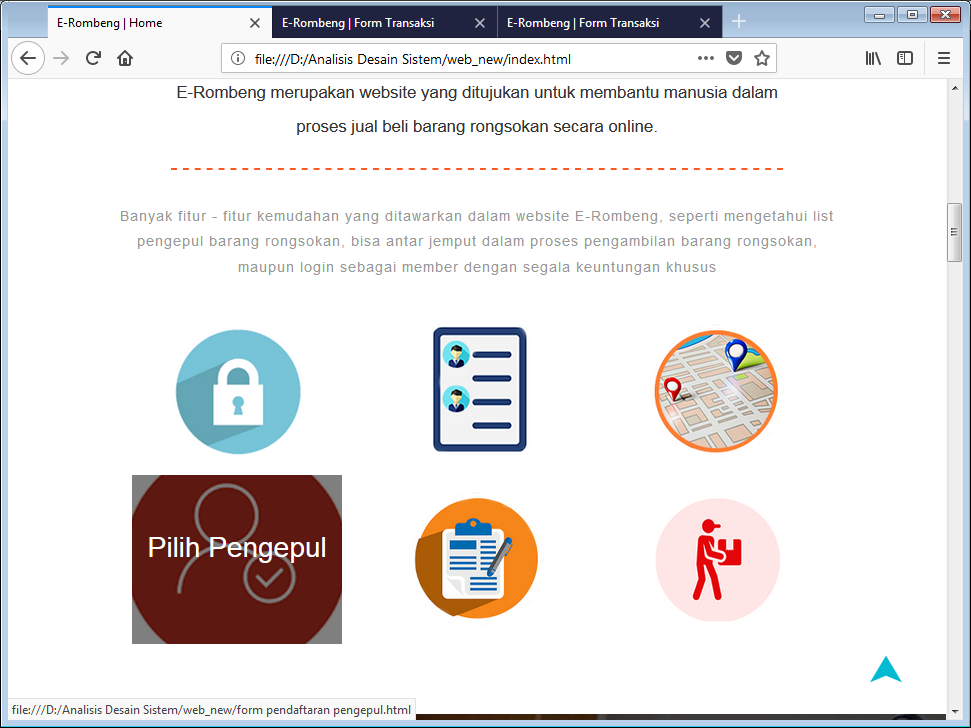 E-Rombeng | Home
E-Rombeng | Form Transaksi
E-Rombeng | Form Transaksi
file:///D:/Analisis Desain Sistem/web_new/index.html
E-Rombeng merupakan website yang ditujukan untuk membantu manusia dalam
proses jual beli barang rongsokan secara online.
Banyak fitur - fitur kemudahan yang ditawarkan dalam website E-Rombeng, seperti mengetahui list
pengepul barang rongsokan, bisa antar jemput dalam proses pengambilan barang rongsokan,
maupun login sebagai member dengan segala keuntungan khusus
Pilih Pengepul
file:///D:/Analisis Desain Sistem/web_new/form pendaftaran pengepul.html